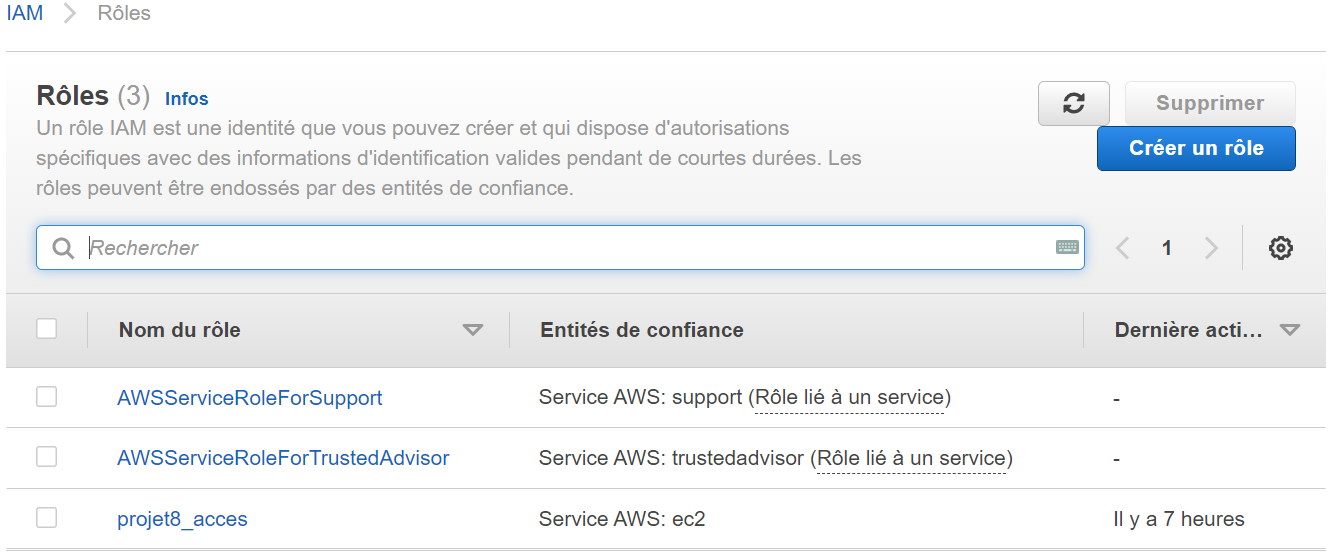 IAM > Rôles
Rôles (3) Infos
Un rôle IAM est une identité que vous pouvez créer et qui dispose d'autorisations
spécifiques avec des informations d'identification valides pendant de courtes durées. Les
rôles peuvent être endossés par des entités de confiance.
Supprimer
Créer un rôle
Rechercher
1
Nom du rôle Entités de confiance Dernière acti...
AWSServiceRoleForSupport Service AWS: support (Rôle lié à un service) -
AWSServiceRoleForTrustedAdvisor Service AWS: trustedadvisor (Rôle lié à un service) -
projet8_acces Service AWS: ec2 Il y a 7 heures